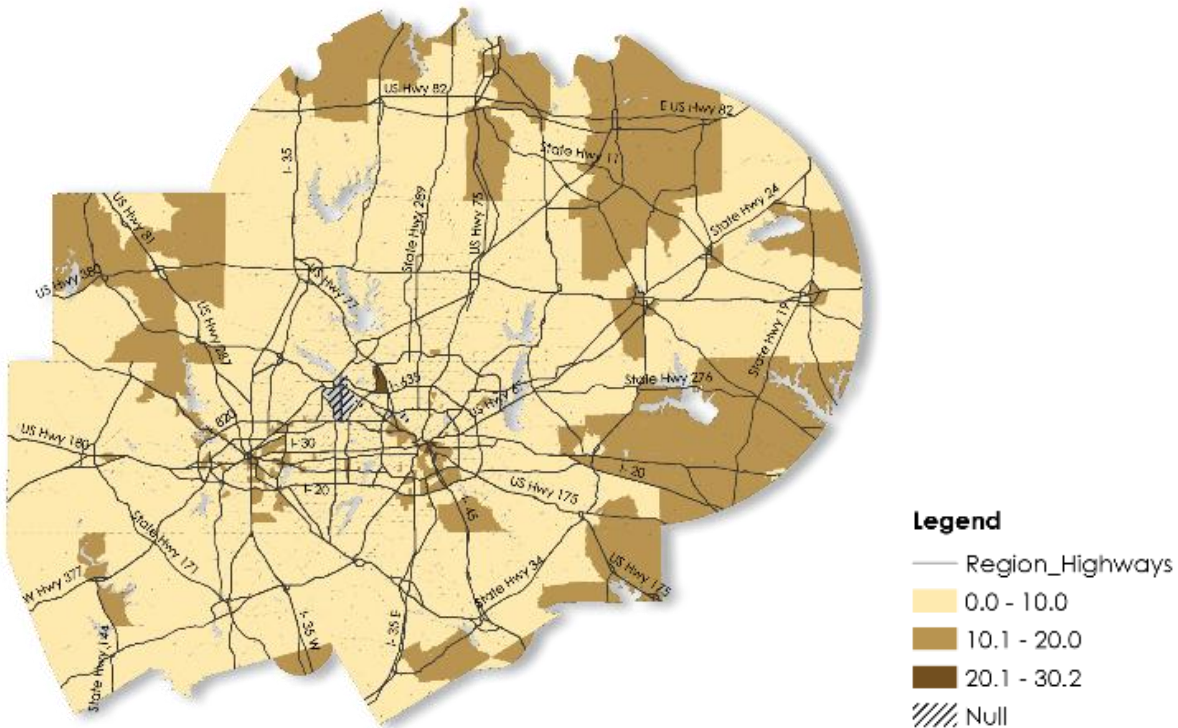 US Hwy 82
E US Hwy 82
I- 35
State Hwy 11
State Hwy 289
US Hwy 75
State Hwy 24
US Hwy 81
US Hwy 380
US Hwy 77
State Hwy 19
US Hwy 287
I- 635
State Hwy 276
820
US Hwy 180
I- 30
I- 20
I- 20
US Hwy 175
I- 45
State Hwy 171
W Hwy 377
State Hwy 34
US Hwy 175
I- 35 W
I- 35 E
State Hwy 144
Legend
Region_Highways
0.0 - 10.0
10.1 - 20.0
20.1 - 30.2
Null